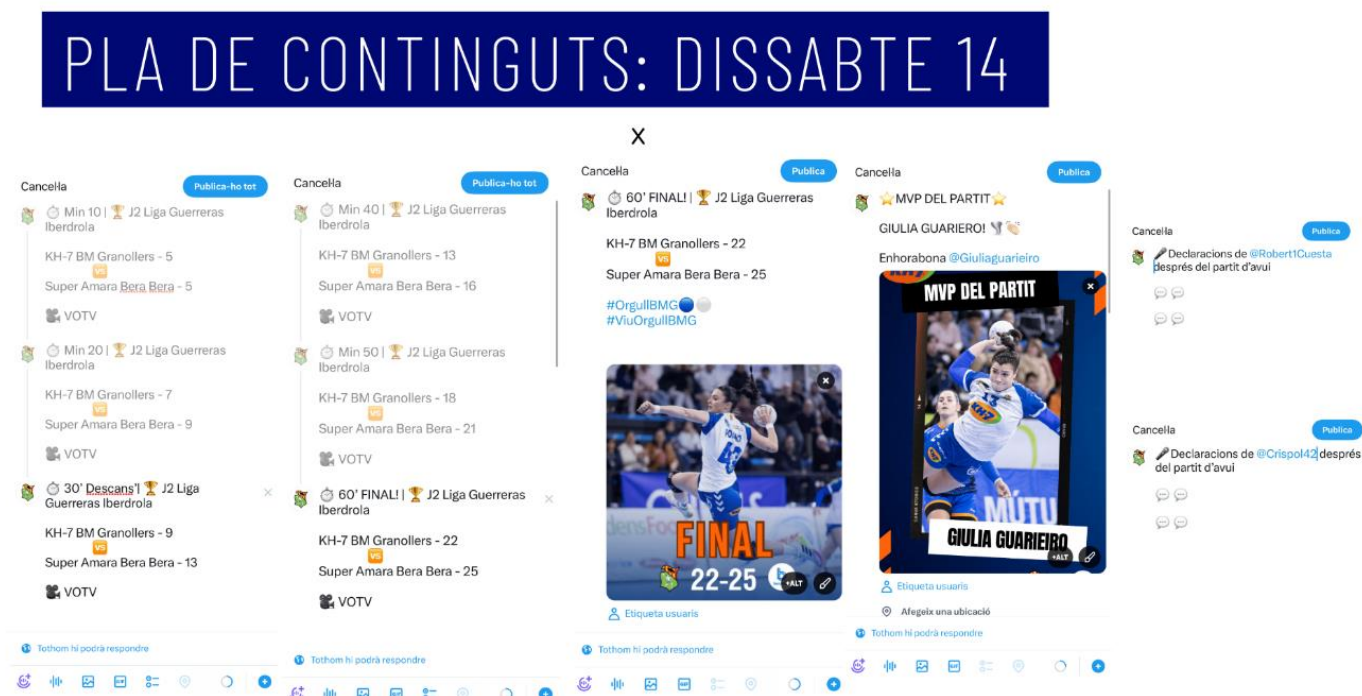 PLA DE CONTINGUTS: DISSABTE 14
X
Cancel·la
Publica-ho tot
Min 10 | J2 Liga Guerreras
Iberdrola
KH-7 BM Granollers - 5
VS
Super Amara Bera Bera - 5
VOTV
Min 20 | J2 Liga Guerreras
Iberdrola
KH-7 BM Granollers - 7
VS
Super Amara Bera Bera - 9
VOTV
30' Descans'| J2 Liga
Guerreras Iberdrola
KH-7 BM Granollers - 9
VS
Super Amara Bera Bera - 13
VOTV
Tothom hi podrà respondre
GIF
Cancel·la
Publica-ho tot
Min 40 | J2 Liga Guerreras
Iberdrola
KH-7 BM Granollers - 13
VS
Super Amara Bera Bera - 16
VOTV
Min 50 | J2 Liga Guerreras
Iberdrola
KH-7 BM Granollers - 18
VS
Super Amara Bera Bera - 21
VOTV
60' FINAL! | J2 Liga Guerreras
Iberdrola
KH-7 BM Granollers - 22
VS
Super Amara Bera Bera - 25
VOTV
Tothom hi podrà respondre
GIF
Cancel·la
Publica
60' FINAL! | J2 Liga Guerreras
Iberdrola
KH-7 BM Granollers - 22
VS
Super Amara Bera Bera - 25
#OrgullBMG
#ViuOrgullBMG
FINAL
22-25
+ALT
Etiqueta usuaris
Tothom hi podrà respondre
GIF
Cancel·la
Publica
MVP DEL PARTIT
GIULIA GUARIERO!
Enhorabona @Giuliaguarieiro
KH7
MVP DEL PARTIT
13
KH7
MÚTU
GIULIA GUARIEIRO
+ALT
Etiqueta usuaris
Afegeix una ubicació
Tothom hi podrà respondre
GIF
Cancel·la
Publica
Declaracions de @Robert1Cuesta
després del partit d'avui
Cancel·la
Publica
Declaracions de @Crispol42 després
del partit d'avui